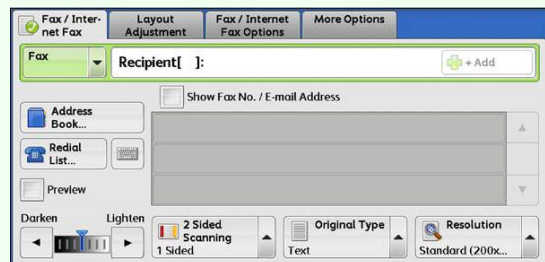 Fax / Inter-
net Fax
Layout
Adjustment
Fax / Internet
Fax Options
More Options
Fax
Recipient[   ]:
+ Add
Show Fax No. / E-mail Address
Address
Book...
Redial
List...
Preview
Darken
Lighten
2 Sided
Scanning
1 Sided
Original Type
Text
Resolution
Standard (200x...